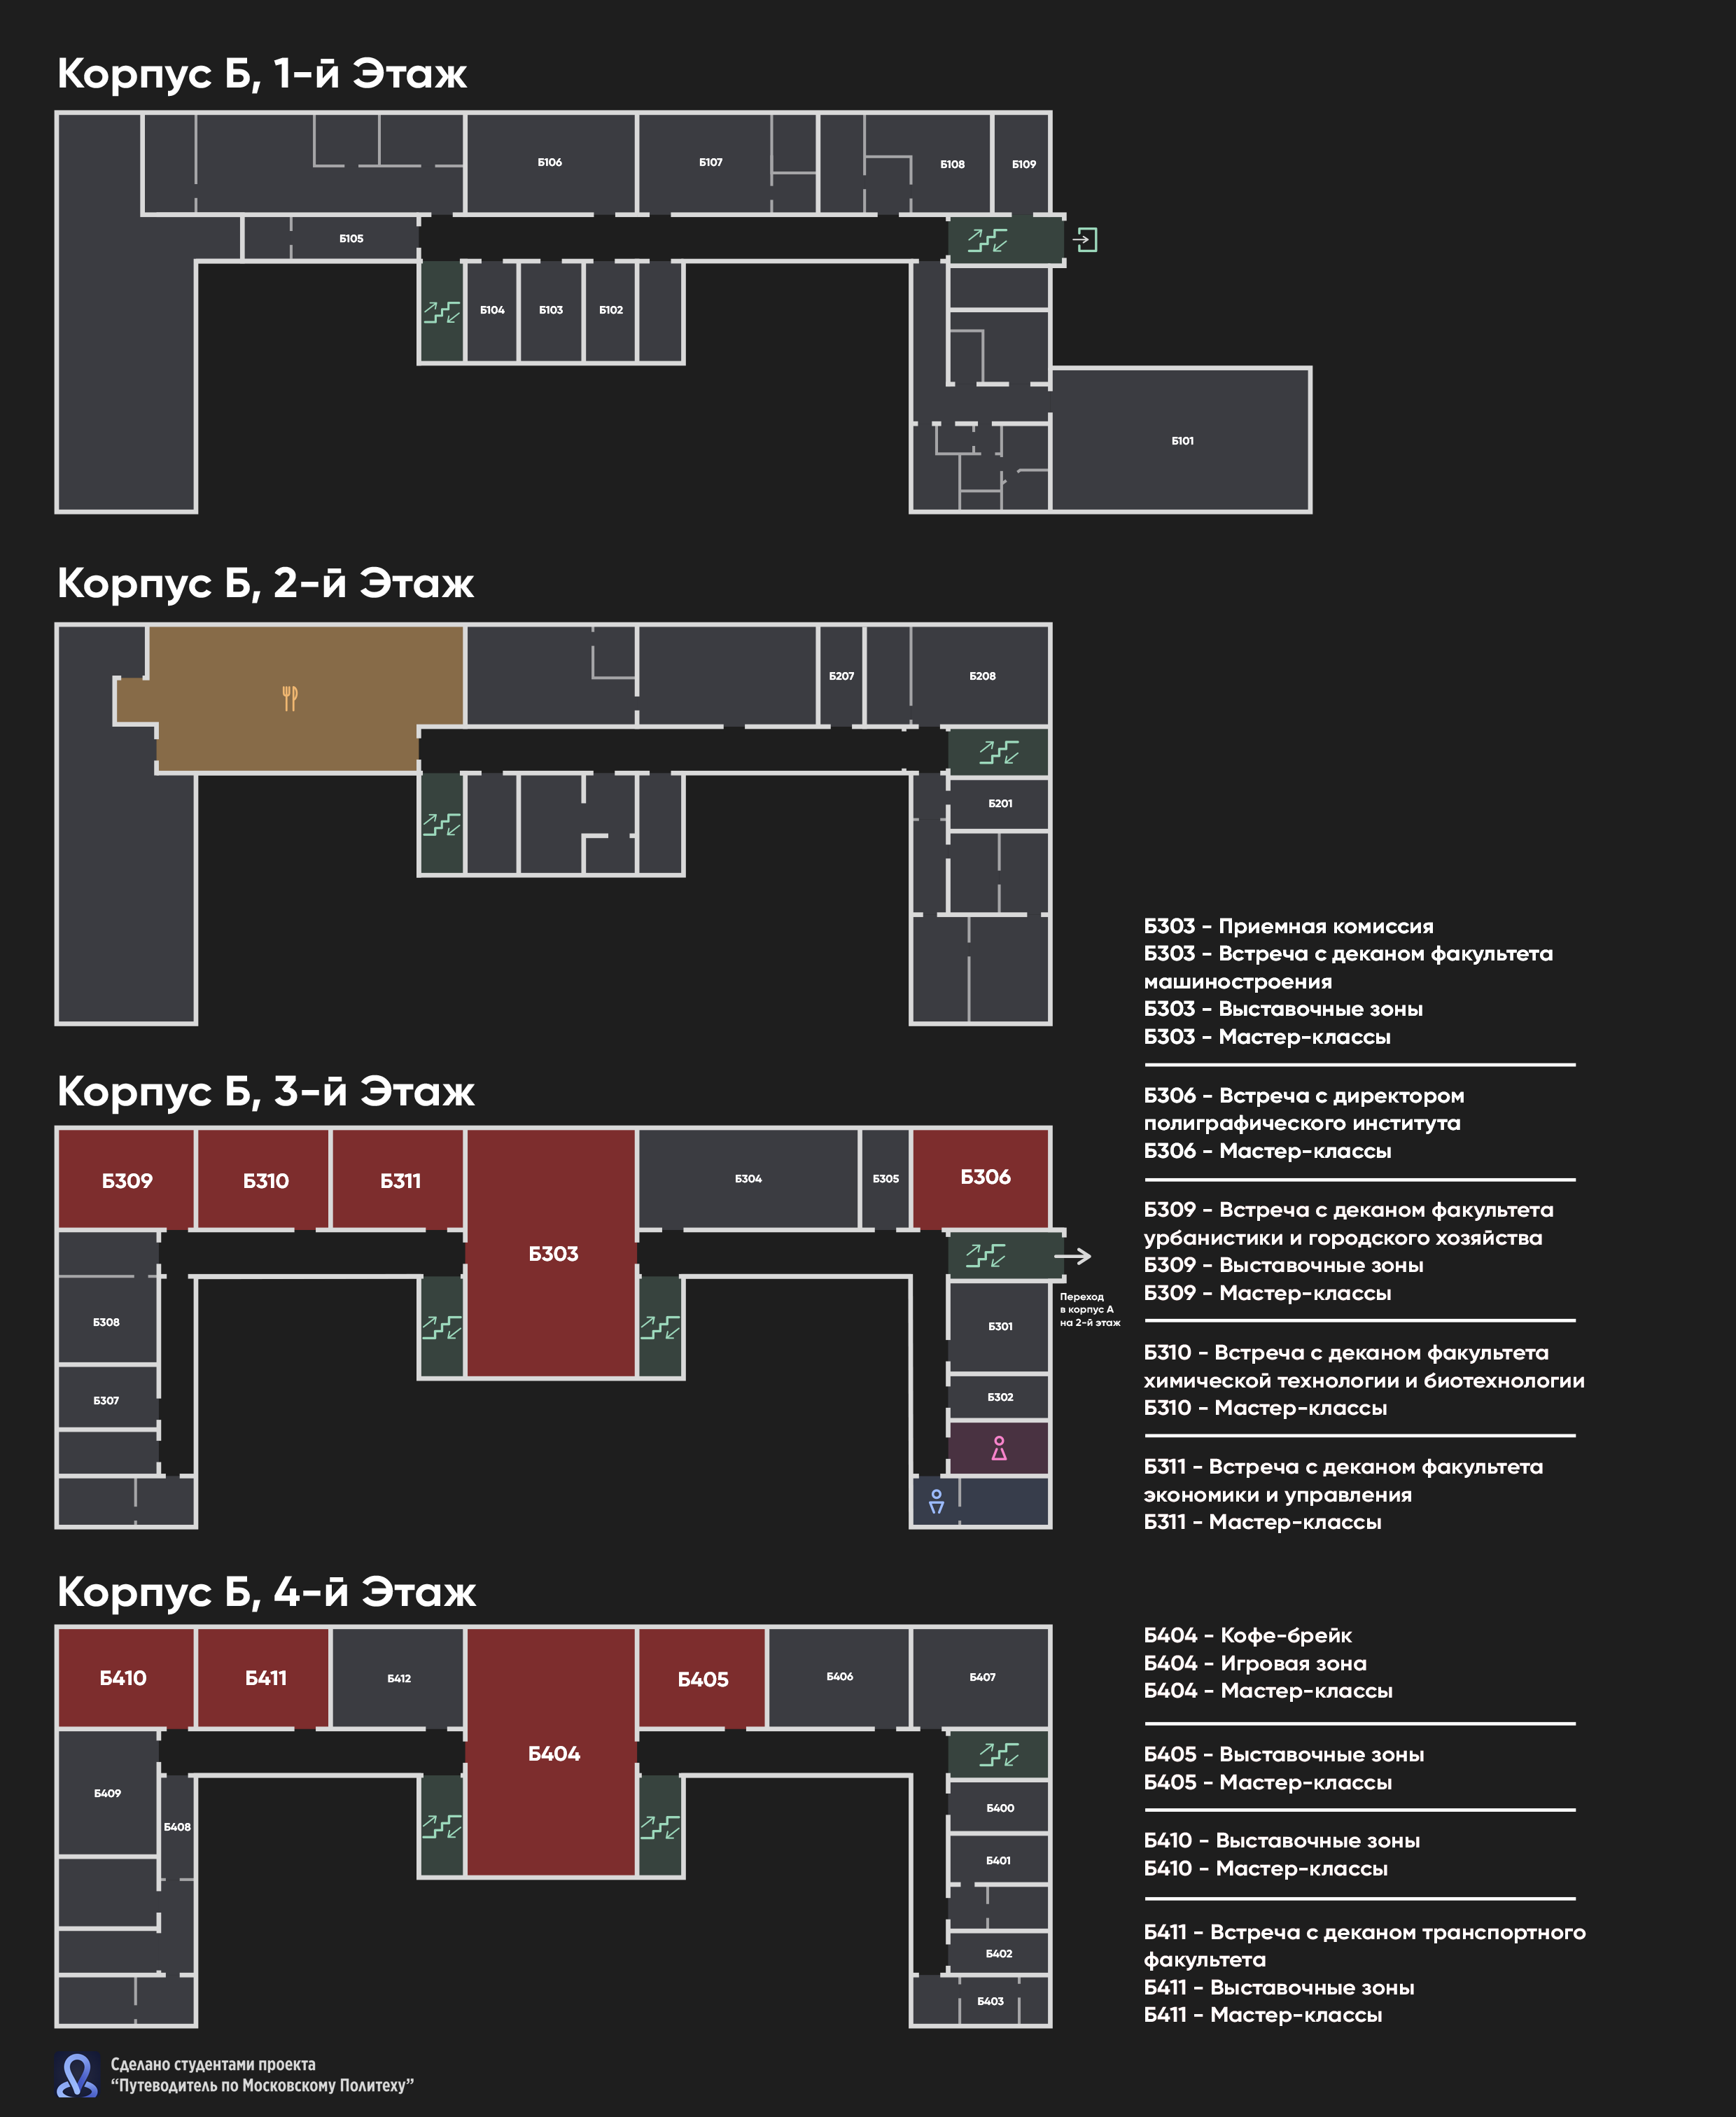 Корпус Б, 1-й Этаж
Б106
Б107
Б108
Б109
Б105
Б104
Б103
Б102
Б101
Корпус Б, 2-й Этаж
Б207
Б208
Б201
Б303 - Приемная комиссия
Б303 - Встреча с деканом факультета
машиностроения
Б303 - Выставочные зоны
Б303 - Мастер-классы
Корпус Б, 3-й Этаж
Б306 - Встреча с директором
полиграфического института
Б306 - Мастер-классы
Б309
Б310
Б311
Б303
Б304
Б305
Б306
Б309 - Встреча с деканом факультета
урбанистики и городского хозяйства
Б309 - Выставочные зоны
Б309 - Мастер-классы
Переход
в корпус А
на 2-й этаж
Б308
Б301
Б307
Б302
Б310 - Встреча с деканом факультета
химической технологии и биотехнологии
Б310 - Мастер-классы
Б311 - Встреча с деканом факультета
экономики и управления
Б311 - Мастер-классы
Корпус Б, 4-й Этаж
Б410
Б411
Б412
Б404
Б405
Б406
Б407
Б409
Б408
Б400
Б401
Б402
Б403
Б404 - Кофе-брейк
Б404 - Игровая зона
Б404 - Мастер-классы
Б405 - Выставочные зоны
Б405 - Мастер-классы
Б410 - Выставочные зоны
Б410 - Мастер-классы
Б411 - Встреча с деканом транспортного
факультета
Б411 - Выставочные зоны
Б411 - Мастер-классы
Сделано студентами проекта
“Путеводитель по Московскому Политеху”